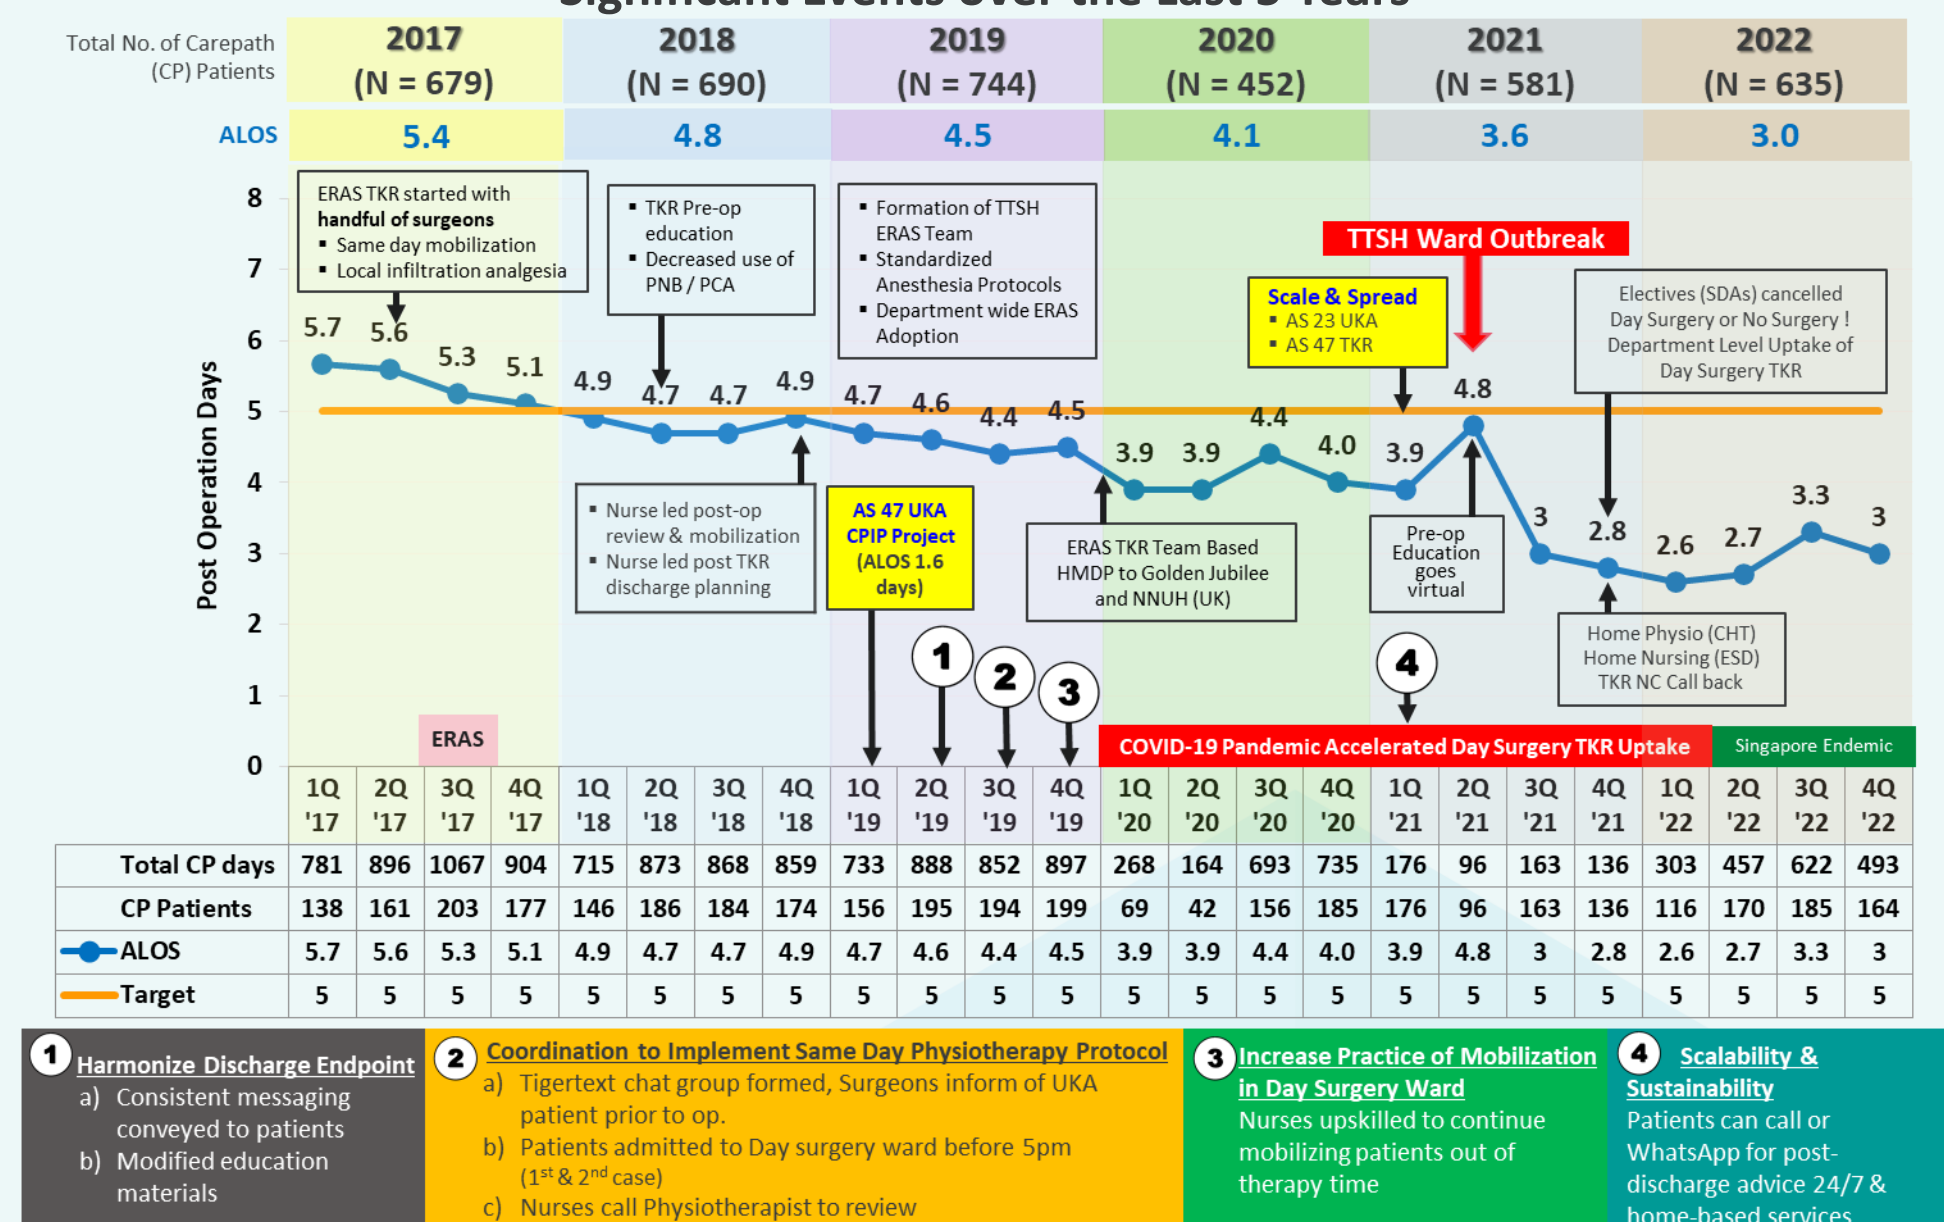 Significant Events over the Last 5 Years
Total No. of Carepath
(CP) Patients
2017
(N = 679)
2018
(N = 690)
2019
(N = 744)
2020
(N = 452)
2021
(N = 581)
2022
(N = 635)
ALOS
5.4
4.8
4.5
4.1
3.6
3.0
Post Operation Days
8
7
6
5
4
3
2
1
0
ERAS TKR started with
handful of surgeons
▪ Same day mobilization
▪ Local infiltration analgesia
▪ TKR Pre-op
education
▪ Decreased use of
PNB / PCA
▪ Formation of TTSH
ERAS Team
▪ Standardized
Anesthesia Protocols
▪ Department wide ERAS
Adoption
TTSH Ward Outbreak
Scale & Spread
▪ AS 23 UKA
▪ AS 47 TKR
Electives (SDAs) cancelled
Day Surgery or No Surgery !
Department Level Uptake of
Day Surgery TKR
5.7
5.6
5.3
5.1
4.9
4.7
4.7
4.9
4.7
4.6
4.4
4.5
3.9
3.9
4.4
4.0
3.9
4.8
3
2.8
2.6
2.7
3.3
3
▪ Nurse led post-op
review & mobilization
▪ Nurse led post TKR
discharge planning
AS 47 UKA
CPIP Project
(ALOS 1.6
days)
ERAS TKR Team Based
HMDP to Golden Jubilee
and NNUH (UK)
Pre-op
Education
goes
virtual
Home Physio (CHT)
Home Nursing (ESD)
TKR NC Call back
1
2
3
4
ERAS
COVID-19 Pandemic Accelerated Day Surgery TKR Uptake
Singapore Endemic
1Q '17 2Q '17 3Q '17 4Q '17 1Q '18 2Q '18 3Q '18 4Q '18 1Q '19 2Q '19 3Q '19 4Q '19 1Q '20 2Q '20 3Q '20 4Q '20 1Q '21 2Q '21 3Q '21 4Q '21 1Q '22 2Q '22 3Q '22 4Q '22
Total CP days 781 896 1067 904 715 873 868 859 733 888 852 897 268 164 693 735 176 96 163 136 303 457 622 493
CP Patients 138 161 203 177 146 186 184 174 156 195 194 199 69 42 156 185 176 96 163 136 116 170 185 164
ALOS 5.7 5.6 5.3 5.1 4.9 4.7 4.7 4.9 4.7 4.6 4.4 4.5 3.9 3.9 4.4 4.0 3.9 4.8 3 2.8 2.6 2.7 3.3 3
Target 5 5 5 5 5 5 5 5 5 5 5 5 5 5 5 5 5 5 5 5 5 5 5 5
1 Harmonize Discharge Endpoint
a) Consistent messaging
conveyed to patients
b) Modified education
materials
2 Coordination to Implement Same Day Physiotherapy Protocol
a) Tigertext chat group formed, Surgeons inform of UKA
patient prior to op.
b) Patients admitted to Day surgery ward before 5pm
(1st & 2nd case)
c) Nurses call Physiotherapist to review
3 Increase Practice of Mobilization
in Day Surgery Ward
Nurses upskilled to continue
mobilizing patients out of
therapy time
4 Scalability &
Sustainability
Patients can call or
WhatsApp for post-
discharge advice 24/7 &
home-based services